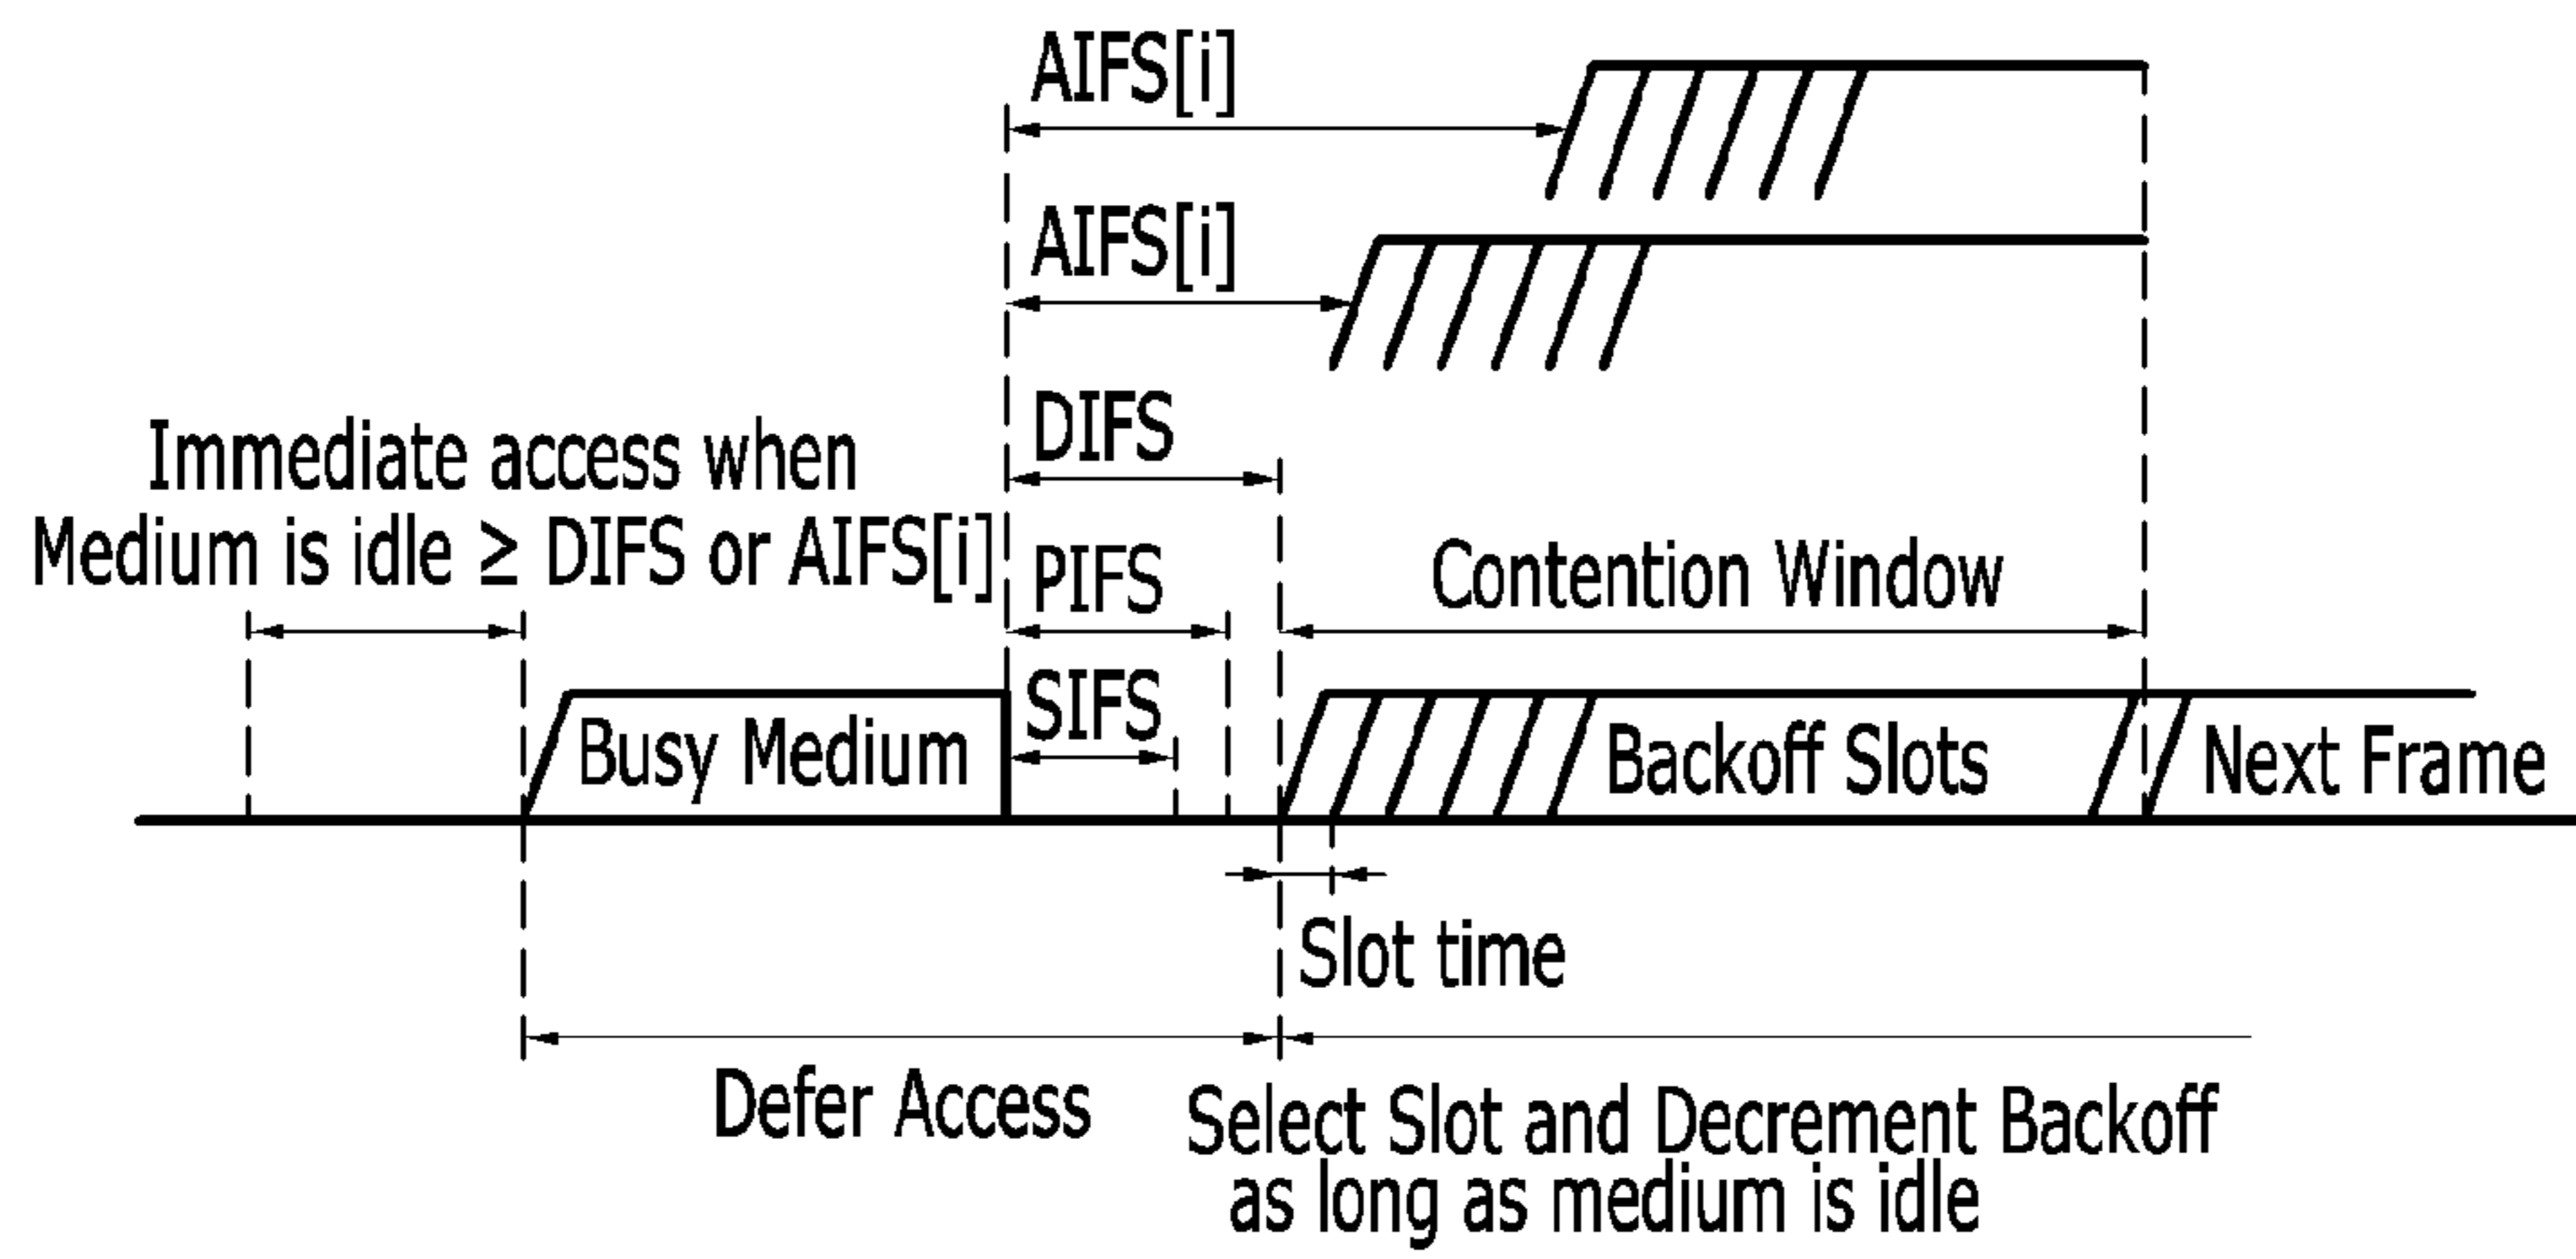 AIFS[i]
AIFS[i]
DIFS
Immediate access when
Medium is idle ≥ DIFS or AIFS[i]
PIFS
Contention Window
SIFS
Busy Medium
Backoff Slots
Next Frame
Slot time
Defer Access
Select Slot and Decrement Backoff
as long as medium is idle